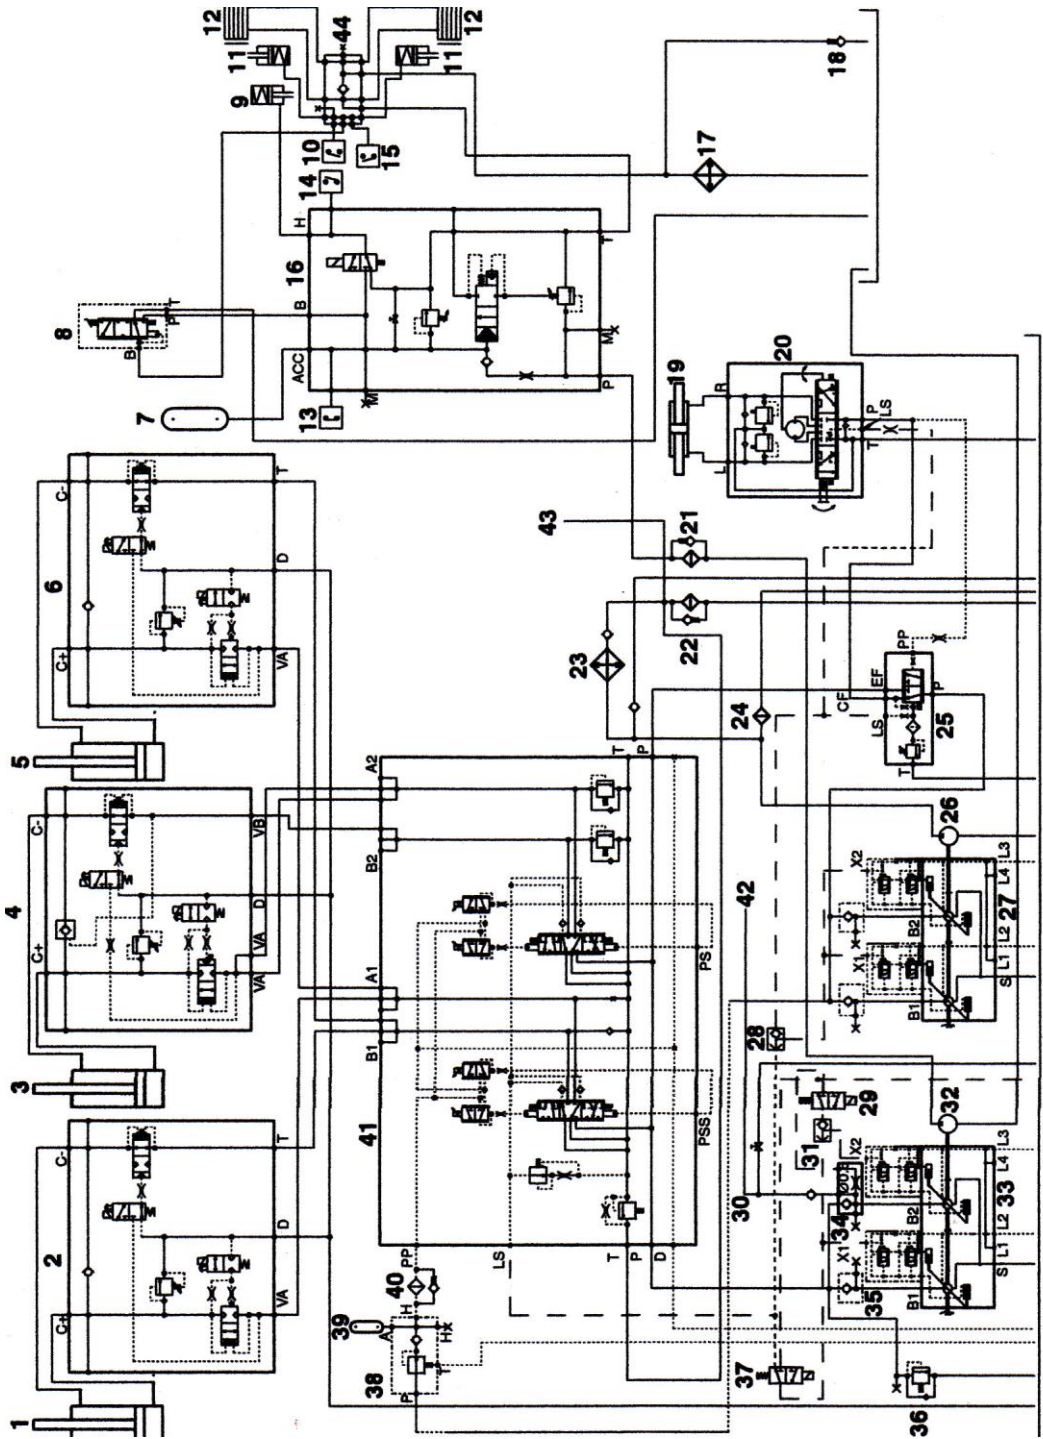 1
3
4
5
2
6
C+
C-
C+
C-
C+
C-
VA
D
T
VA
VA
D
VB
VA
D
T
7
8
B
P
T
9
11
12
44
11
12
10
14
15
13
16
ACC
B
H
M
P
M
T
17
18
39
38
40
P
A
H
HX
T
PP
LS
41
B1
A1
B2
A2
PSS
PS
T
P
D
T
P
43
23
22
21
24
19
20
L
R
T
P
LS
37
30
28
42
LS
CF
EF
PP
T
P
25
31
29
36
35
34
X1
X2
32
B1
B2
S
L1
L2
33
L4
L3
X1
X2
26
B1
B2
S
L1
L2
27
L4
L3